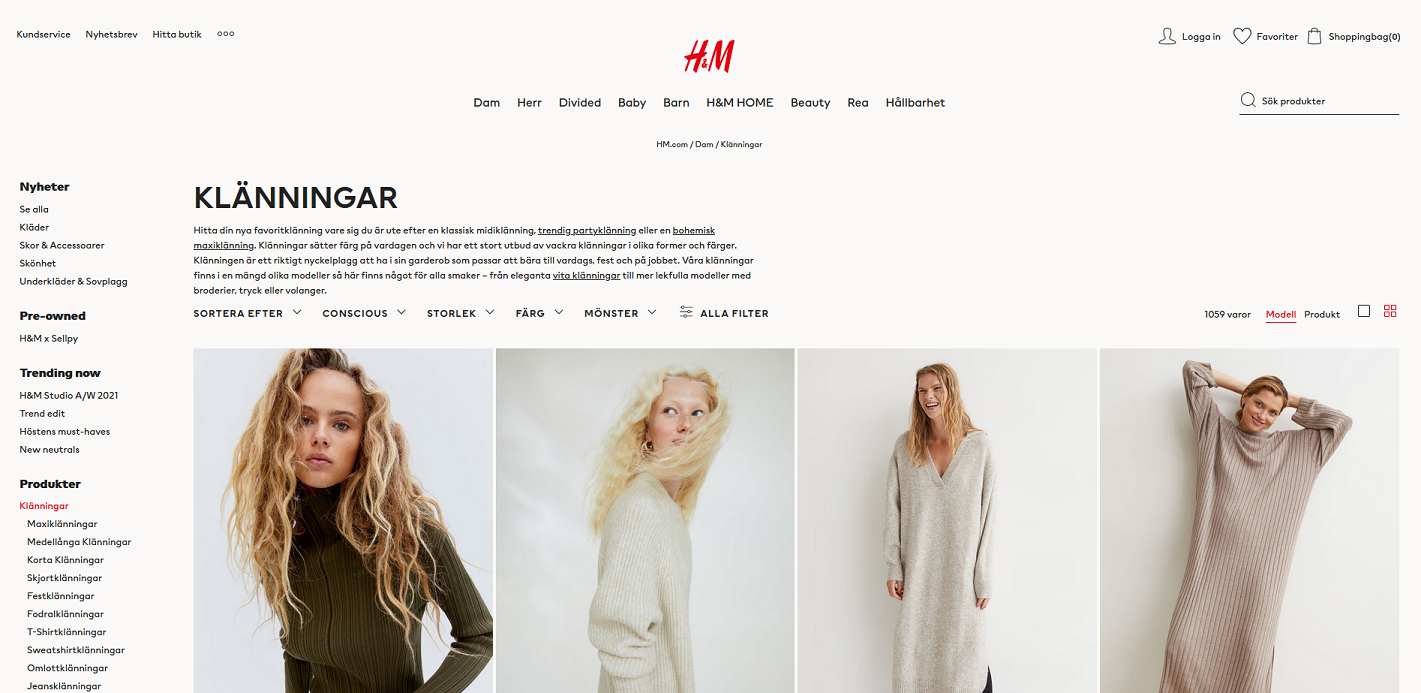 Kundservice Nyhetsbrev Hitta butik
Logga in Favoriter Shoppingbag(0)
H&M
Dam Herr Divided Baby Barn H&M HOME Beauty Rea Hållbarhet
Sök produkter
HM.com / Dam / Klänningar
Nyheter
Se alla
Kläder
Skor & Accessoarer
Skönhet
Underkläder & Sovplagg
Pre-owned
H&M x Sellpy
Trending now
H&M Studio A/W 2021
Trend edit
Höstens must-haves
New neutrals
Produkter
Klänningar
Maxiklänningar
Medellånga Klänningar
Korta Klänningar
Skjortklänningar
Festklänningar
Fodralklänningar
T-Shirtklänningar
Sweatshirtklänningar
Omlottklänningar
Jeansklänningar
KLÄNNINGAR
Hitta din nya favoritklänning vare sig du är ute efter en klassisk midiklänning, trendig partyklänning eller en bohemisk
maxiklänning. Klänningar sätter färg på vardagen och vi har ett stort utbud av vackra klänningar i olika former och färger.
Klänningen är ett riktigt nyckelplagg att ha i sin garderob som passar att bära till vardags, fest och på jobbet. Våra klänningar
finns i en mängd olika modeller så här finns något för alla smaker – från eleganta vita klänningar till mer lekfulla modeller med
broderier, tryck eller volanger.
SORTERA EFTER CONSCIOUS STORLEK FÄRG MÖNSTER ALLA FILTER
1059 varor Modell Produkt